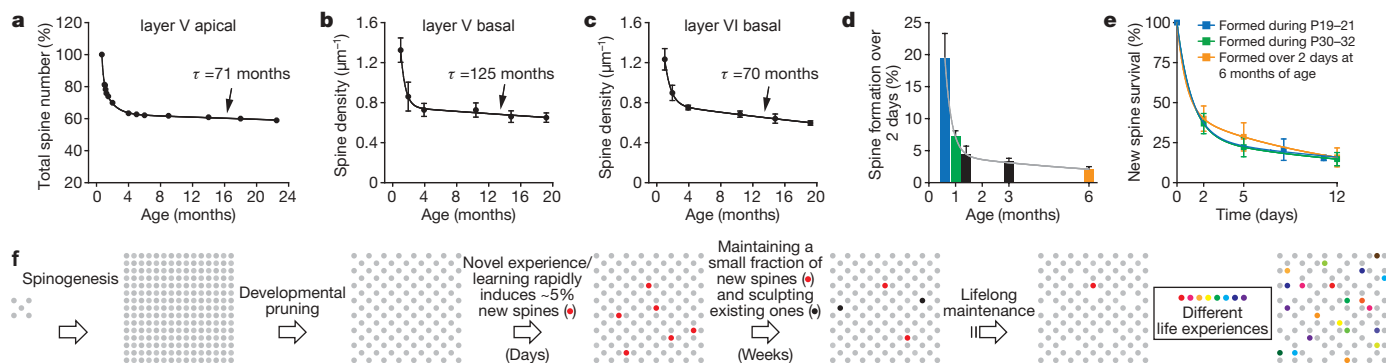 a
layer V apical
Total spine number (%)
120
100
80
60
40
20
τ =71 months
0 4 8 12 16 20 24
Age (months)
b
layer V basal
Spine density (µm⁻¹)
1.6
1.2
0.8
0.4
0
τ =125 months
0 4 8 12 16 20
Age (months)
c
layer VI basal
Spine density (µm⁻¹)
1.6
1.2
0.8
0.4
0
τ =70 months
0 4 8 12 16 20
Age (months)
d
Spine formation over
2 days (%)
25
20
15
10
5
0
0 1 2 3 6
Age (months)
e
New spine survival (%)
100
75
50
25
0
Formed during P19–21
Formed during P30–32
Formed over 2 days at
6 months of age
0 2 5 12
Time (days)
f
Spinogenesis
Developmental
pruning
Novel experience/
learning rapidly
induces ~5%
new spines (•)
(Days)
Maintaining a
small fraction of
new spines (•)
and sculpting
existing ones (•)
(Weeks)
Lifelong
maintenance
Different
life experiences